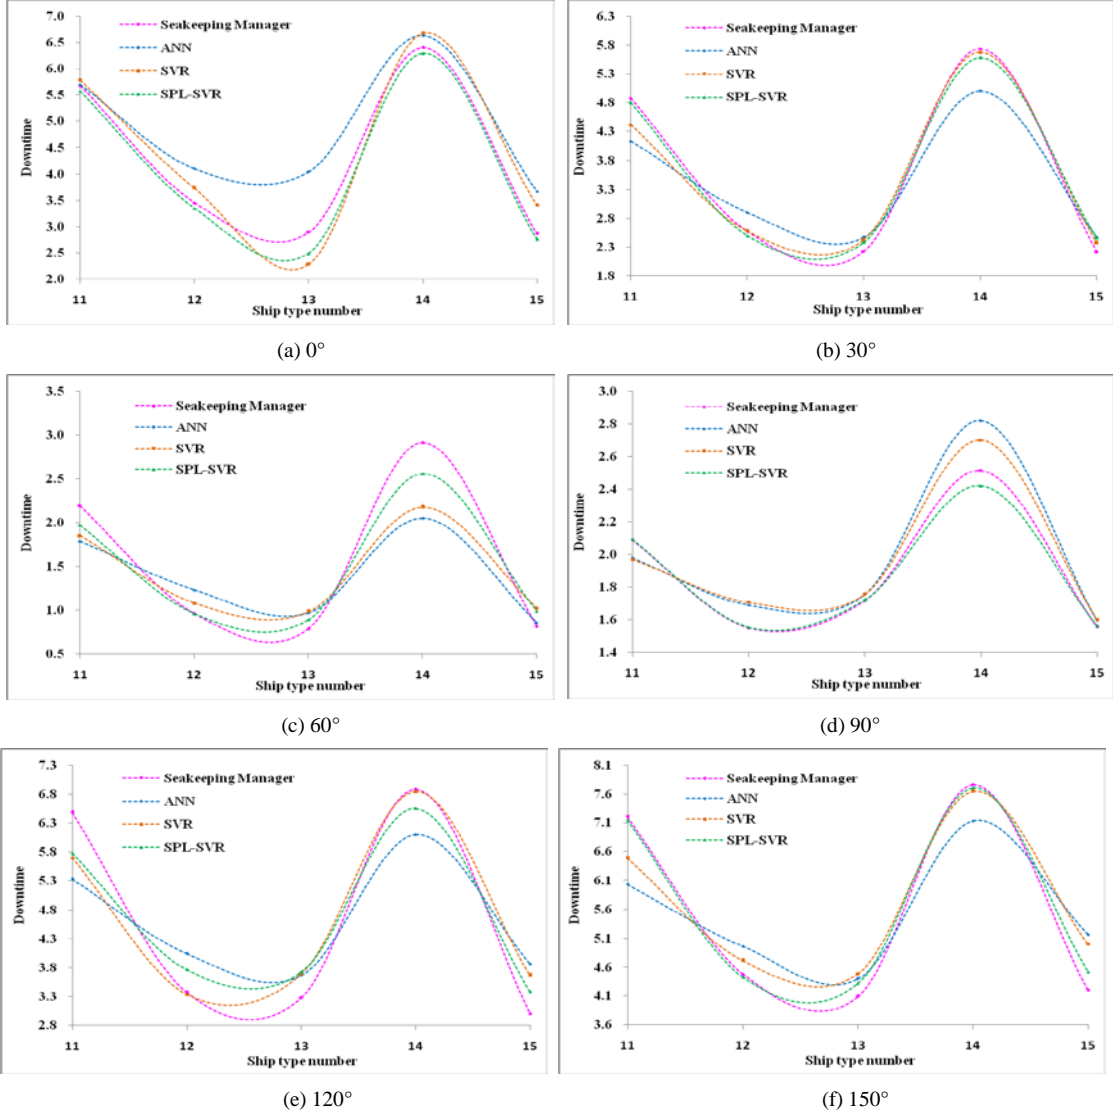 7.0
6.5
6.0
5.5
5.0
4.5
4.0
3.5
3.0
2.5
2.0
Downtime
Seakeeping Manager
ANN
SVR
SPL-SVR
11 12 13 14 15
Ship type number
(a) 0°
6.3
5.8
5.3
4.8
4.3
3.8
3.3
2.8
2.3
1.8
Downtime
Seakeeping Manager
ANN
SVR
SPL-SVR
11 12 13 14 15
Ship type number
(b) 30°
3.5
3.0
2.5
2.0
1.5
1.0
0.5
Downtime
Seakeeping Manager
ANN
SVR
SPL-SVR
11 12 13 14 15
Ship type number
(c) 60°
3.0
2.8
2.6
2.4
2.2
2.0
1.8
1.6
1.4
Downtime
Seakeeping Manager
ANN
SVR
SPL-SVR
11 12 13 14 15
Ship type number
(d) 90°
7.3
6.8
6.3
5.8
5.3
4.8
4.3
3.8
3.3
2.8
Downtime
Seakeeping Manager
ANN
SVR
SPL-SVR
11 12 13 14 15
Ship type number
(e) 120°
8.1
7.6
7.1
6.6
6.1
5.6
5.1
4.6
4.1
3.6
Downtime
Seakeeping Manager
ANN
SVR
SPL-SVR
11 12 13 14 15
Ship type number
(f) 150°